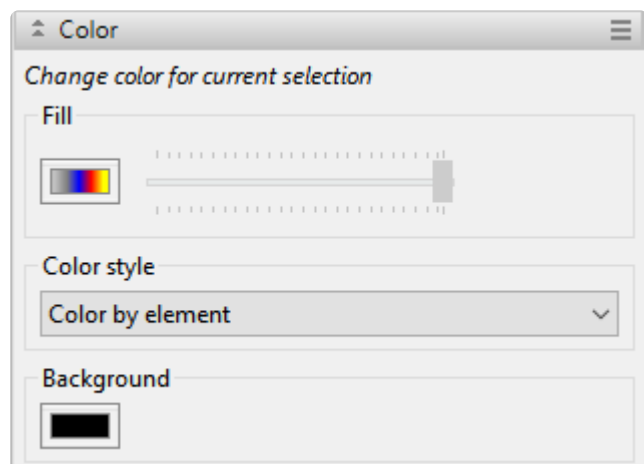 Color
Change color for current selection
Fill
Color style
Color by element
Background